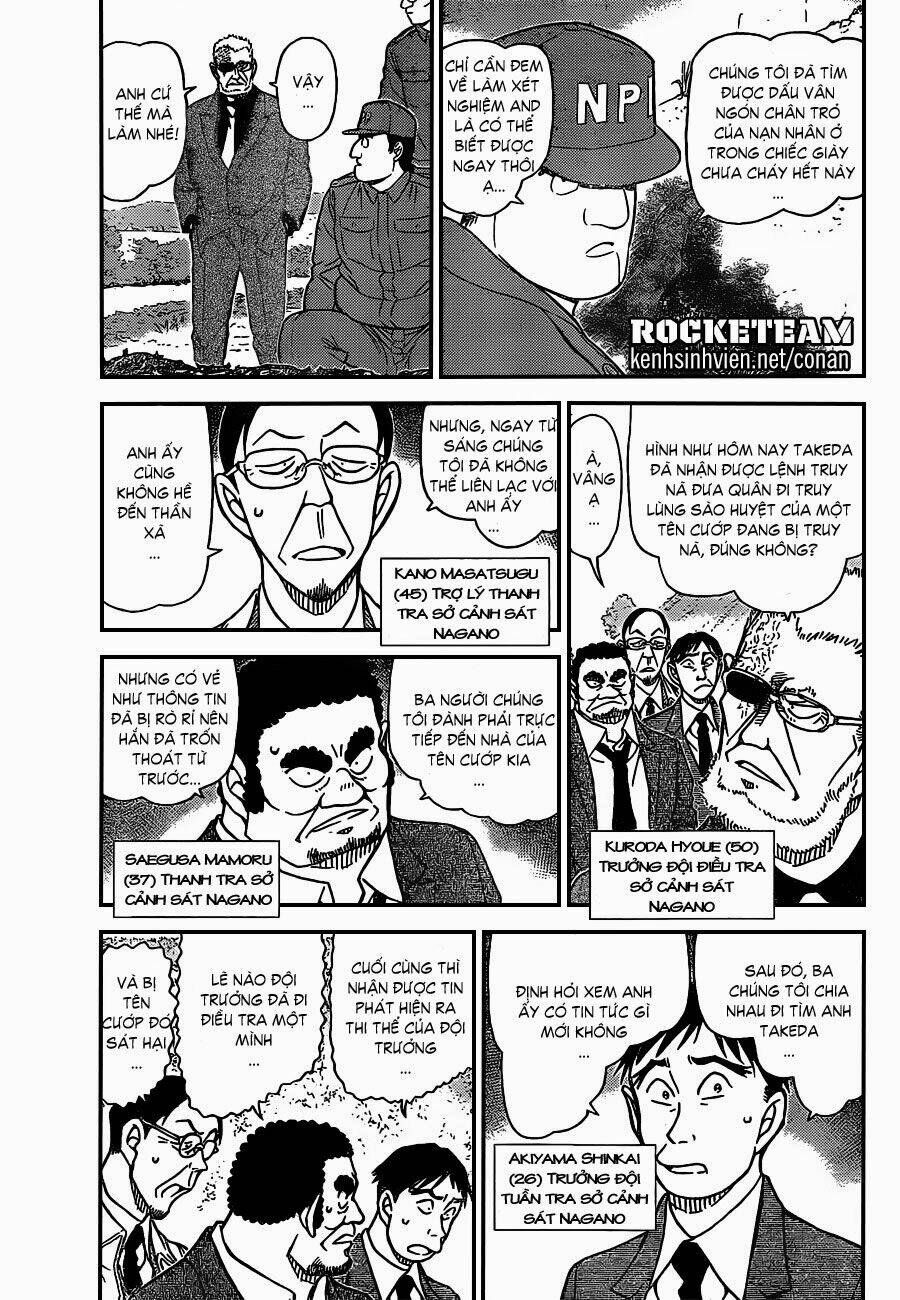 CHÚNG TÔI ĐÃ TÌM
ĐƯỢC DẤU VÂN
NGÓN CHÂN TRỎ
CỦA NẠN NHÂN Ở
TRONG CHIẾC GIÀY
CHƯA CHÁY HẾT NÀY
...
CHỈ CẦN ĐEM
VỀ LÀM XÉT
NGHIỆM AND
LÀ CÓ THỂ
BIẾT ĐƯỢC
NGAY THÔI
Ạ...
NP
ROCKETEAM
kenhsinhvien.net/conan
VẬY
...
ANH CỨ
THẾ MÀ
LÀM NHÉ!
HÌNH NHƯ HÔM NAY TAKEDA
ĐÃ NHẬN ĐƯỢC LỆNH TRUY
NÃ ĐƯA QUÂN ĐI TRUY
LÙNG SÀO HUYỆT CỦA MỘT
TÊN CƯỚP ĐANG BỊ TRUY
NÃ, ĐÚNG KHÔNG?
À,
VÂNG
Ạ
...
KURODA HYOUE (50)
TRƯỞNG ĐỘI ĐIỀU TRA
SỞ CẢNH SÁT
NAGANO
NHƯNG, NGAY TỪ
SÁNG CHÚNG
TÔI ĐÃ KHÔNG
THỂ LIÊN LẠC VỚI
ANH ẤY
...
ANH ẤY
CŨNG
KHÔNG HỀ
ĐẾN THẦN
XẢ
...
KANO MASATSUGU
(45) TRỢ LÝ THANH
TRA SỞ CẢNH SÁT
NAGANO
BA NGƯỜI CHÚNG
TÔI ĐÀNH PHẢI TRỰC
TIẾP ĐẾN NHÀ CỦA
TÊN CƯỚP KIA
...
NHƯNG CÓ VẺ
NHƯ THÔNG TIN
ĐÃ BỊ RÒ RỈ NÊN
HẮN ĐÃ TRỐN
THOÁT TỪ
TRƯỚC...
SAEGUSA MAMORU
(37) THANH TRA SỞ
CẢNH SÁT NAGANO
SAU ĐÓ, BA
CHÚNG TÔI CHIA
NHAU ĐI TÌM ANH
TAKEDA
...
ĐỊNH HỎI XEM ANH
ẤY CÓ TIN TỨC GÌ
MỚI KHÔNG
...
AKIYAMA SHINKAI
(26) TRƯỞNG ĐỘI
TUẦN TRA SỞ CẢNH
SÁT NAGANO
CUỐI CÙNG THÌ
NHẬN ĐƯỢC TIN
PHÁT HIỆN RA
THI THỂ CỦA ĐỘI
TRƯỞNG
...
LẼ NÀO ĐỘI
TRƯỞNG ĐÃ ĐI
ĐIỀU TRA MỘT
MÌNH
...
VÀ BỊ
TÊN
CƯỚP ĐÓ
SÁT HẠI
...